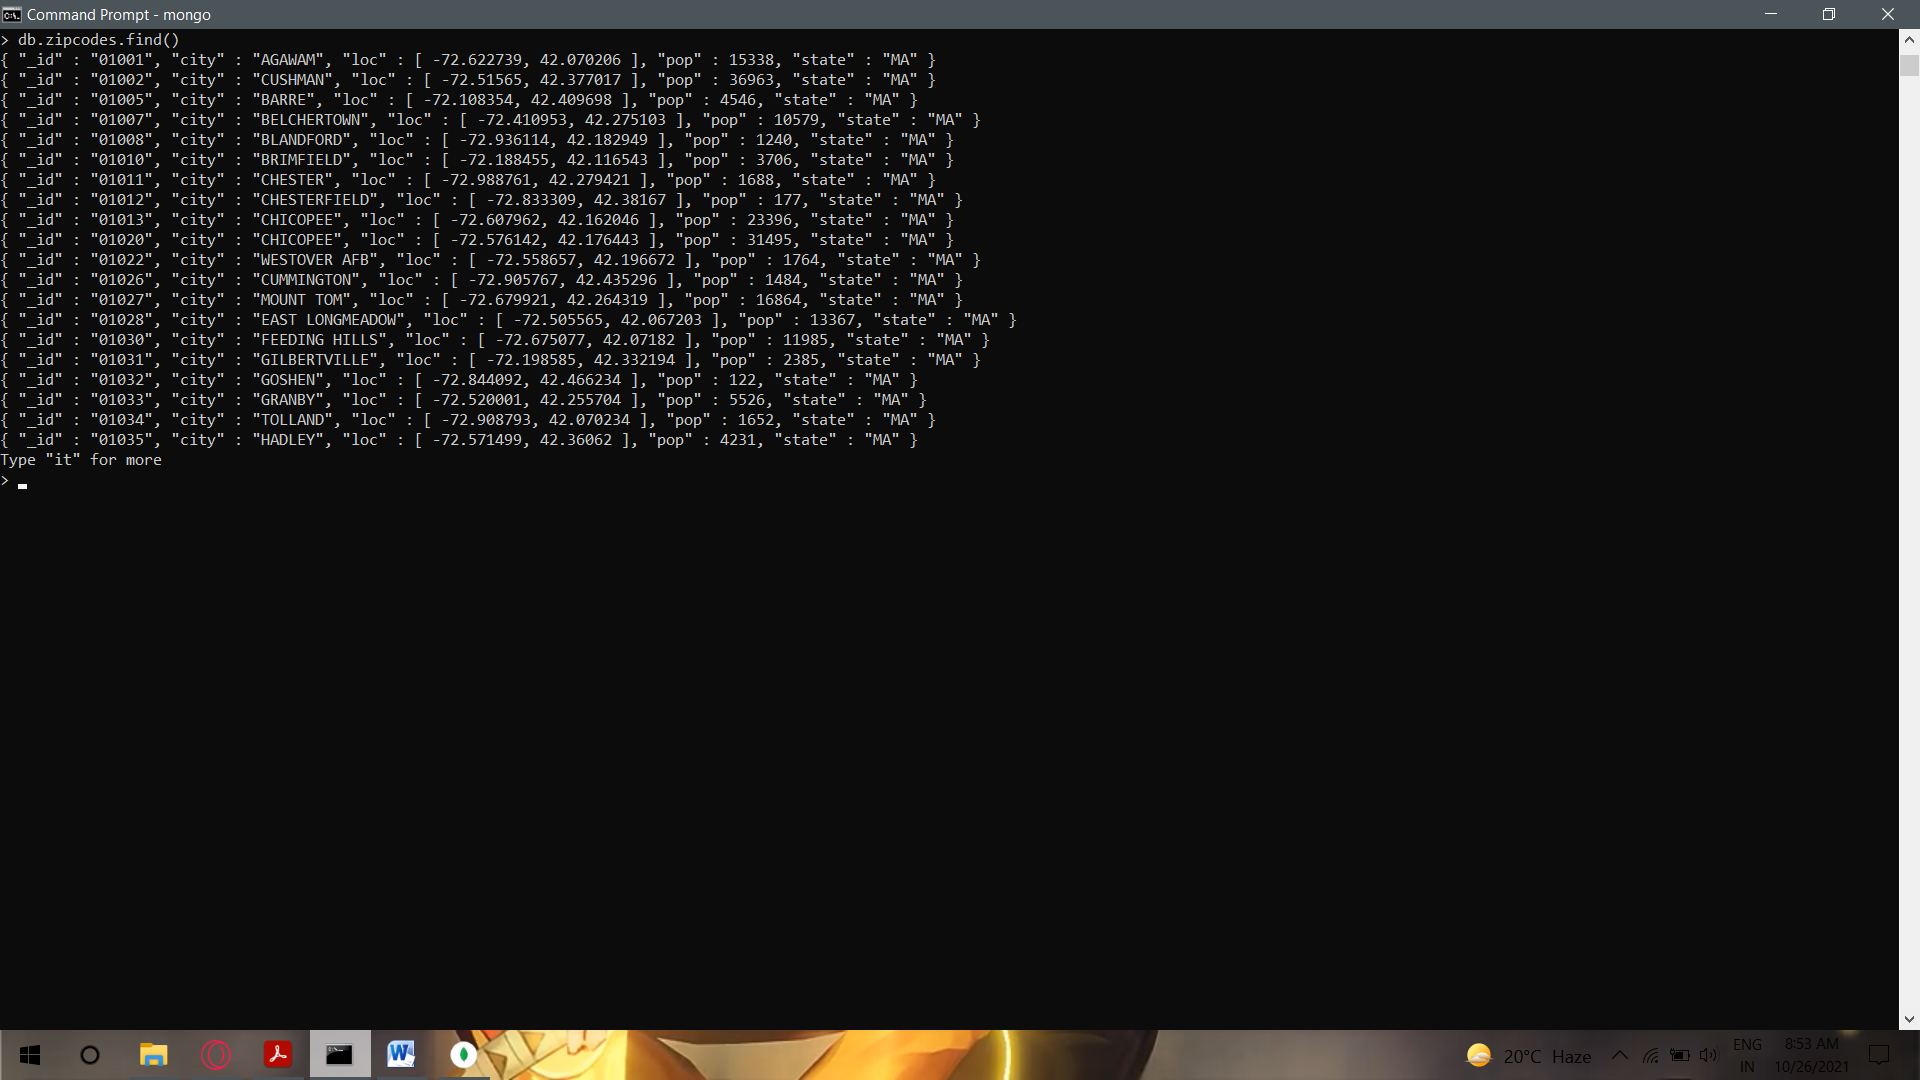 Command Prompt - mongo
> db.zipcodes.find()
{ "_id" : "01001", "city" : "AGAWAM", "loc" : [ -72.622739, 42.070206 ], "pop" : 15338, "state" : "MA" }
{ "_id" : "01002", "city" : "CUSHMAN", "loc" : [ -72.51565, 42.377017 ], "pop" : 36963, "state" : "MA" }
{ "_id" : "01005", "city" : "BARRE", "loc" : [ -72.108354, 42.409698 ], "pop" : 4546, "state" : "MA" }
{ "_id" : "01007", "city" : "BELCHERTOWN", "loc" : [ -72.410953, 42.275103 ], "pop" : 10579, "state" : "MA" }
{ "_id" : "01008", "city" : "BLANDFORD", "loc" : [ -72.936114, 42.182949 ], "pop" : 1240, "state" : "MA" }
{ "_id" : "01010", "city" : "BRIMFIELD", "loc" : [ -72.188455, 42.116543 ], "pop" : 3706, "state" : "MA" }
{ "_id" : "01011", "city" : "CHESTER", "loc" : [ -72.988761, 42.279421 ], "pop" : 1688, "state" : "MA" }
{ "_id" : "01012", "city" : "CHESTERFIELD", "loc" : [ -72.833309, 42.38167 ], "pop" : 177, "state" : "MA" }
{ "_id" : "01013", "city" : "CHICOPEE", "loc" : [ -72.607962, 42.162046 ], "pop" : 23396, "state" : "MA" }
{ "_id" : "01020", "city" : "CHICOPEE", "loc" : [ -72.576142, 42.176443 ], "pop" : 31495, "state" : "MA" }
{ "_id" : "01022", "city" : "WESTOVER AFB", "loc" : [ -72.558657, 42.196672 ], "pop" : 1764, "state" : "MA" }
{ "_id" : "01026", "city" : "CUMMINGTON", "loc" : [ -72.905767, 42.435296 ], "pop" : 1484, "state" : "MA" }
{ "_id" : "01027", "city" : "MOUNT TOM", "loc" : [ -72.679921, 42.264319 ], "pop" : 16864, "state" : "MA" }
{ "_id" : "01028", "city" : "EAST LONGMEADOW", "loc" : [ -72.505565, 42.067203 ], "pop" : 13367, "state" : "MA" }
{ "_id" : "01030", "city" : "FEEDING HILLS", "loc" : [ -72.675077, 42.07182 ], "pop" : 11985, "state" : "MA" }
{ "_id" : "01031", "city" : "GILBERTVILLE", "loc" : [ -72.198585, 42.332194 ], "pop" : 2385, "state" : "MA" }
{ "_id" : "01032", "city" : "GOSHEN", "loc" : [ -72.844092, 42.466234 ], "pop" : 122, "state" : "MA" }
{ "_id" : "01033", "city" : "GRANBY", "loc" : [ -72.520001, 42.255704 ], "pop" : 5526, "state" : "MA" }
{ "_id" : "01034", "city" : "TOLLAND", "loc" : [ -72.908793, 42.070234 ], "pop" : 1652, "state" : "MA" }
{ "_id" : "01035", "city" : "HADLEY", "loc" : [ -72.571499, 42.36062 ], "pop" : 4231, "state" : "MA" }
Type "it" for more
>
20°C Haze
ENG
IN
8:53 AM
10/26/2021